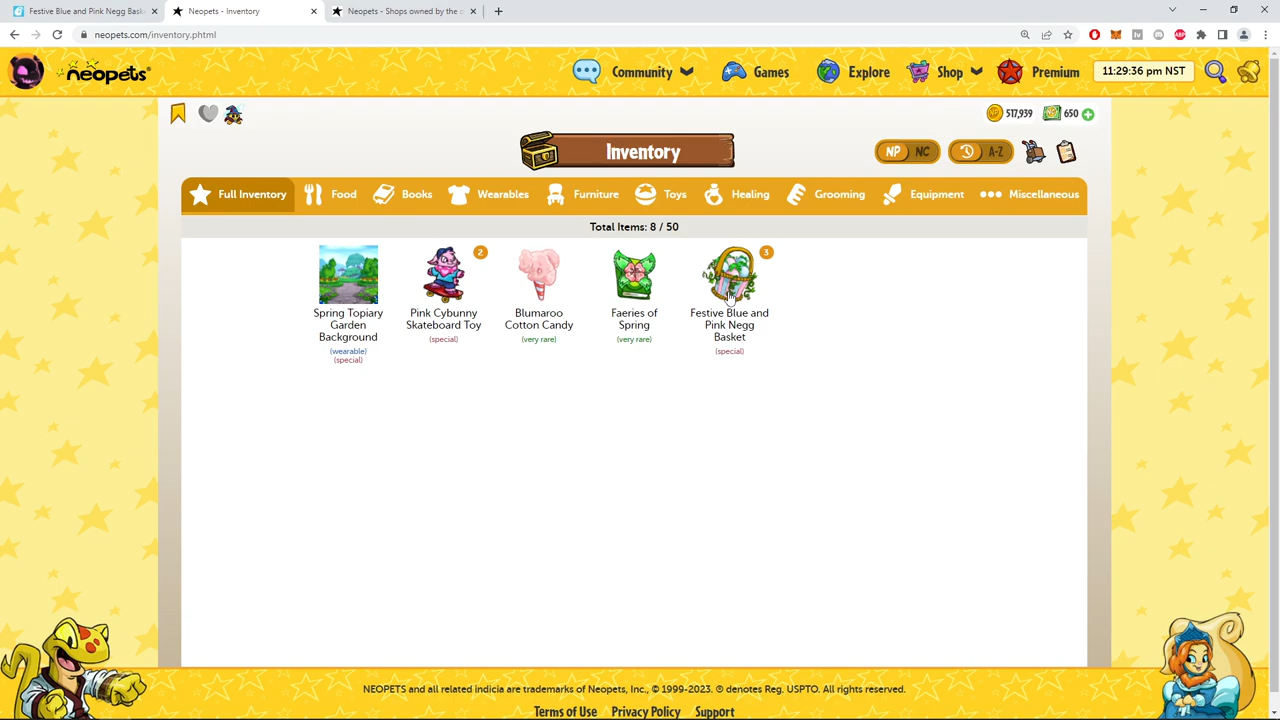 Festive Blue and Pink Negg Bask
Neopets - Inventory
Neopets - Shops owned by the c
neopets.com/inventory.phtml
neopets
Community
Games
Explore
Shop
Premium
11:29:36 pm NST
517,939
650
Inventory
NP NC
A-Z
Full Inventory
Food
Books
Wearables
Furniture
Toys
Healing
Grooming
Equipment
Miscellaneous
Total Items: 8 / 50
2
3
Spring Topiary
Garden
Background
(wearable)
(special)
Pink Cybunny
Skateboard Toy
(special)
Blumaroo
Cotton Candy
(very rare)
Faeries of
Spring
(very rare)
Festive Blue and
Pink Negg
Basket
(special)
NEOPETS and all related indicia are trademarks of Neopets, Inc., © 1999-2023. ® denotes Reg. USPTO. All rights reserved.
Terms of Use
Privacy Policy
Support